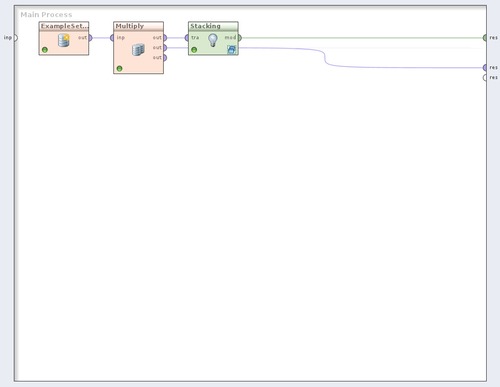 Main Process
ExampleSet...
Multiply
Stacking
inp
out
inp
out
tra
mod
res
out
out
res
res